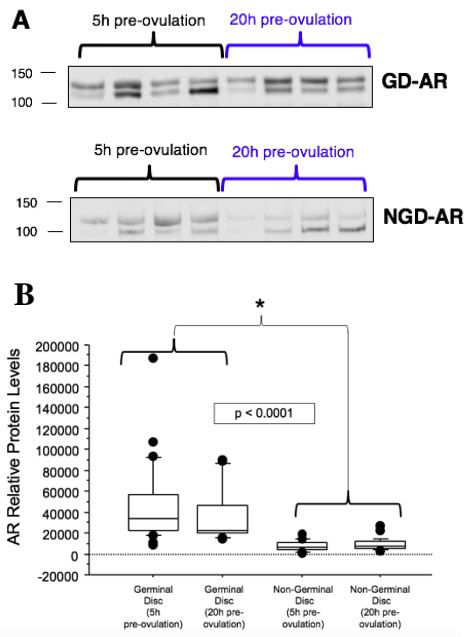 A
5h pre-ovulation 20h pre-ovulation
150
100
GD-AR
5h pre-ovulation 20h pre-ovulation
150
100
NGD-AR
B
*
AR Relative Protein Levels
200000
180000
160000
140000
120000
100000
80000
60000
40000
20000
0
-20000
p < 0.0001
Germinal
Disc
(5h
pre-ovulation)
Germinal
Disc
(20h pre-
ovulation)
Non-Germinal
Disc
(5h pre-
ovulation)
Non-Germinal
Disc
(20h pre-
ovulation)